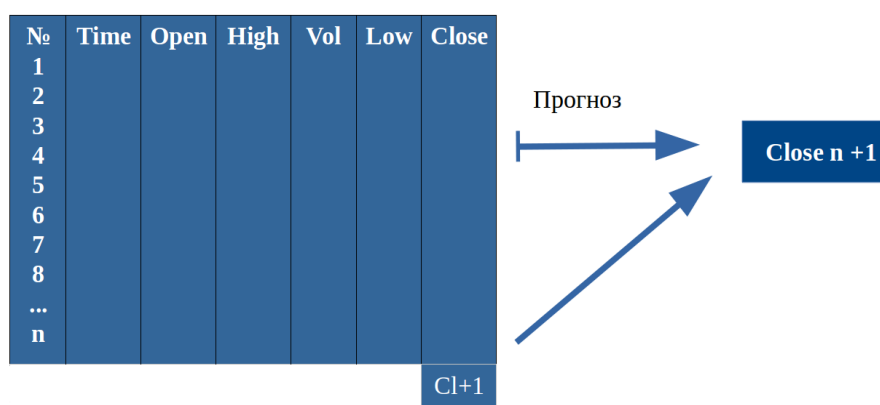 № Time Open High Vol Low Close
1
2
3
4
5
6
7
8
...
n
Cl+1
Прогноз
Close n +1